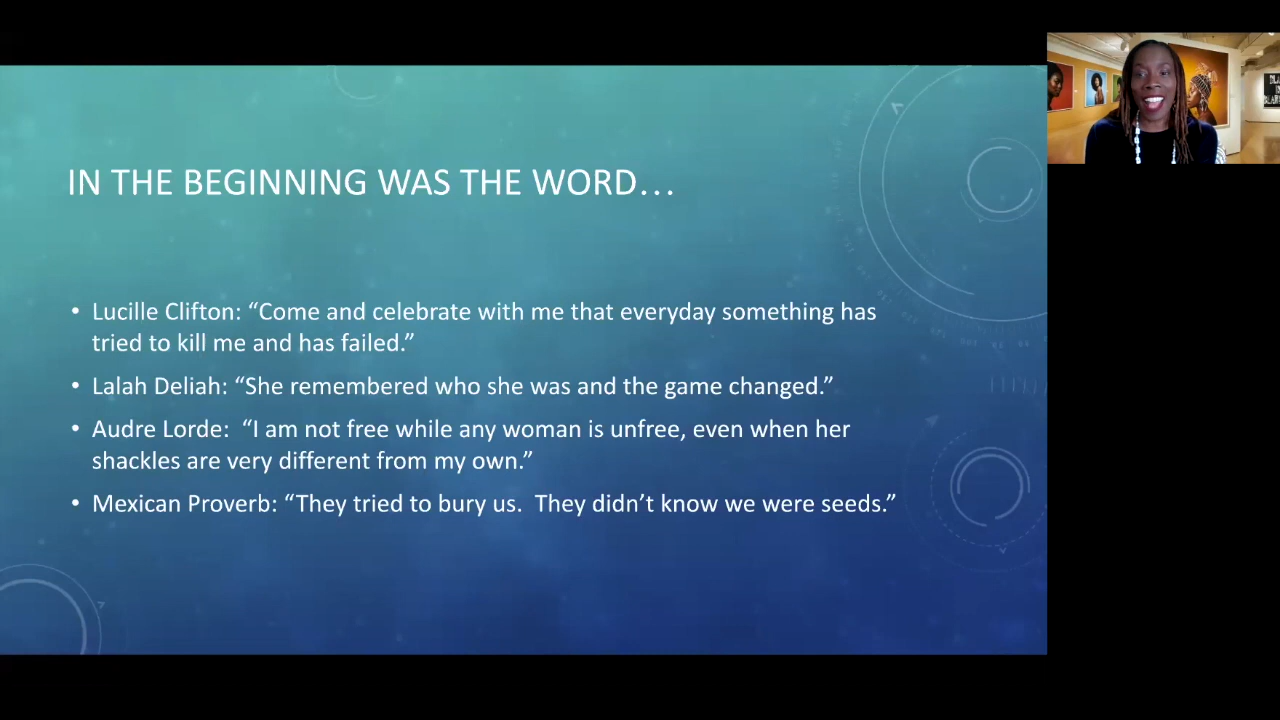 IN THE BEGINNING WAS THE WORD…
• Lucille Clifton: “Come and celebrate with me that everyday something has
tried to kill me and has failed.”
• Lalah Deliah: “She remembered who she was and the game changed.”
• Audre Lorde:  “I am not free while any woman is unfree, even when her
shackles are very different from my own.”
• Mexican Proverb: “They tried to bury us.  They didn’t know we were seeds.”